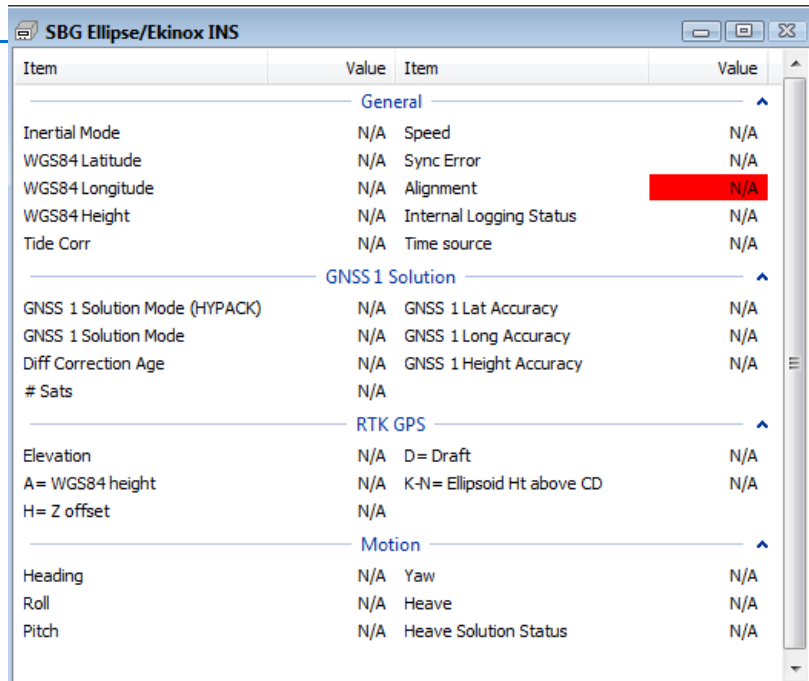 SBG Ellipse/Ekinox INS
Item Value Item Value
General
Inertial Mode N/A Speed N/A
WGS84 Latitude N/A Sync Error N/A
WGS84 Longitude N/A Alignment N/A
WGS84 Height N/A Internal Logging Status N/A
Tide Corr N/A Time source N/A
GNSS 1 Solution
GNSS 1 Solution Mode (HYPACK) N/A GNSS 1 Lat Accuracy N/A
GNSS 1 Solution Mode N/A GNSS 1 Long Accuracy N/A
Diff Correction Age N/A GNSS 1 Height Accuracy N/A
# Sats N/A
RTK GPS
Elevation N/A D= Draft N/A
A= WGS84 height N/A K-N= Ellipsoid Ht above CD N/A
H= Z offset N/A
Motion
Heading N/A Yaw N/A
Roll N/A Heave N/A
Pitch N/A Heave Solution Status N/A